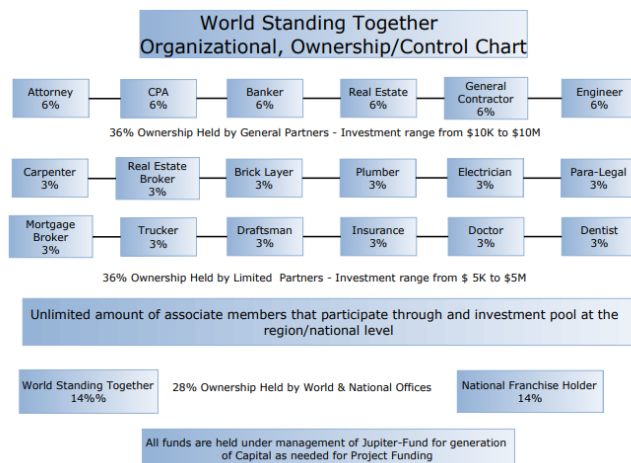 World Standing Together
Organizational, Ownership/Control Chart
Attorney
6%
CPA
6%
Banker
6%
Real Estate
6%
General
Contractor
6%
Engineer
6%
36% Ownership Held by General Partners - Investment range from $10K to $10M
Carpenter
3%
Real Estate
Broker
3%
Brick Layer
3%
Plumber
3%
Electrician
3%
Para-Legal
3%
Mortgage
Broker
3%
Trucker
3%
Draftsman
3%
Insurance
3%
Doctor
3%
Dentist
3%
36% Ownership Held by Limited  Partners - Investment range from $ 5K to $5M
Unlimited amount of associate members that participate through and investment pool at the
region/national level
World Standing Together
14%%
28% Ownership Held by World & National Offices
National Franchise Holder
14%
All funds are held under management of Jupiter-Fund for generation
of Capital as needed for Project Funding